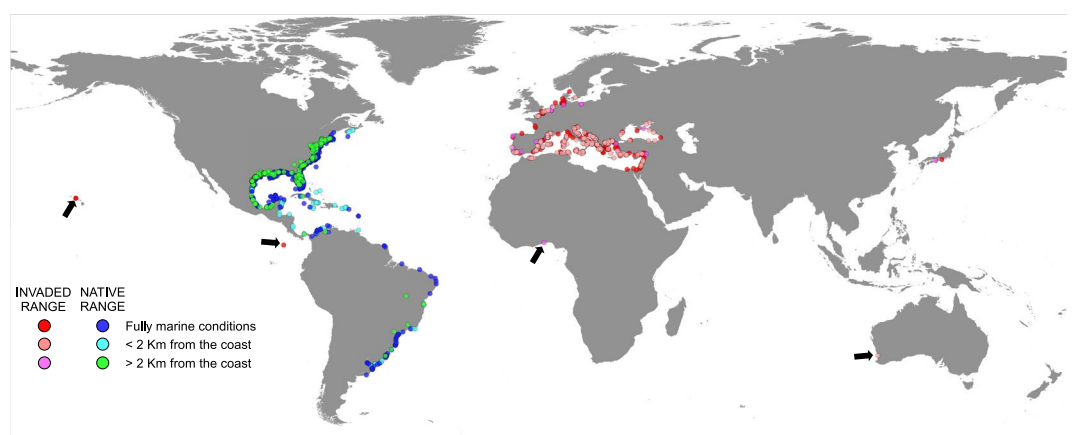 INVADED NATIVE
RANGE RANGE
Fully marine conditions
< 2 Km from the coast
> 2 Km from the coast